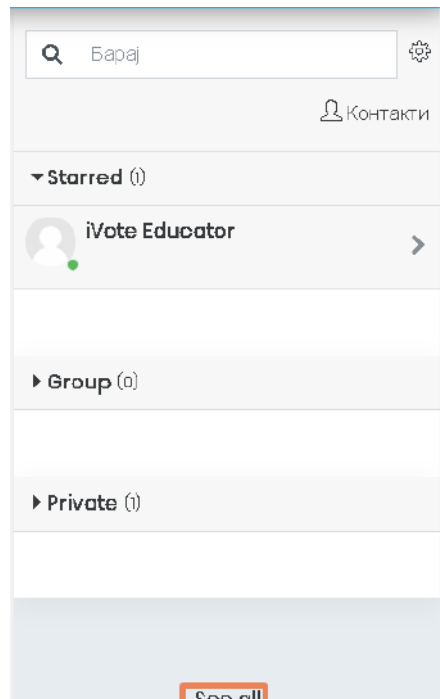 Барај
Контакти
Starred (1)
iVote Educator
Group (0)
Private (1)
See all